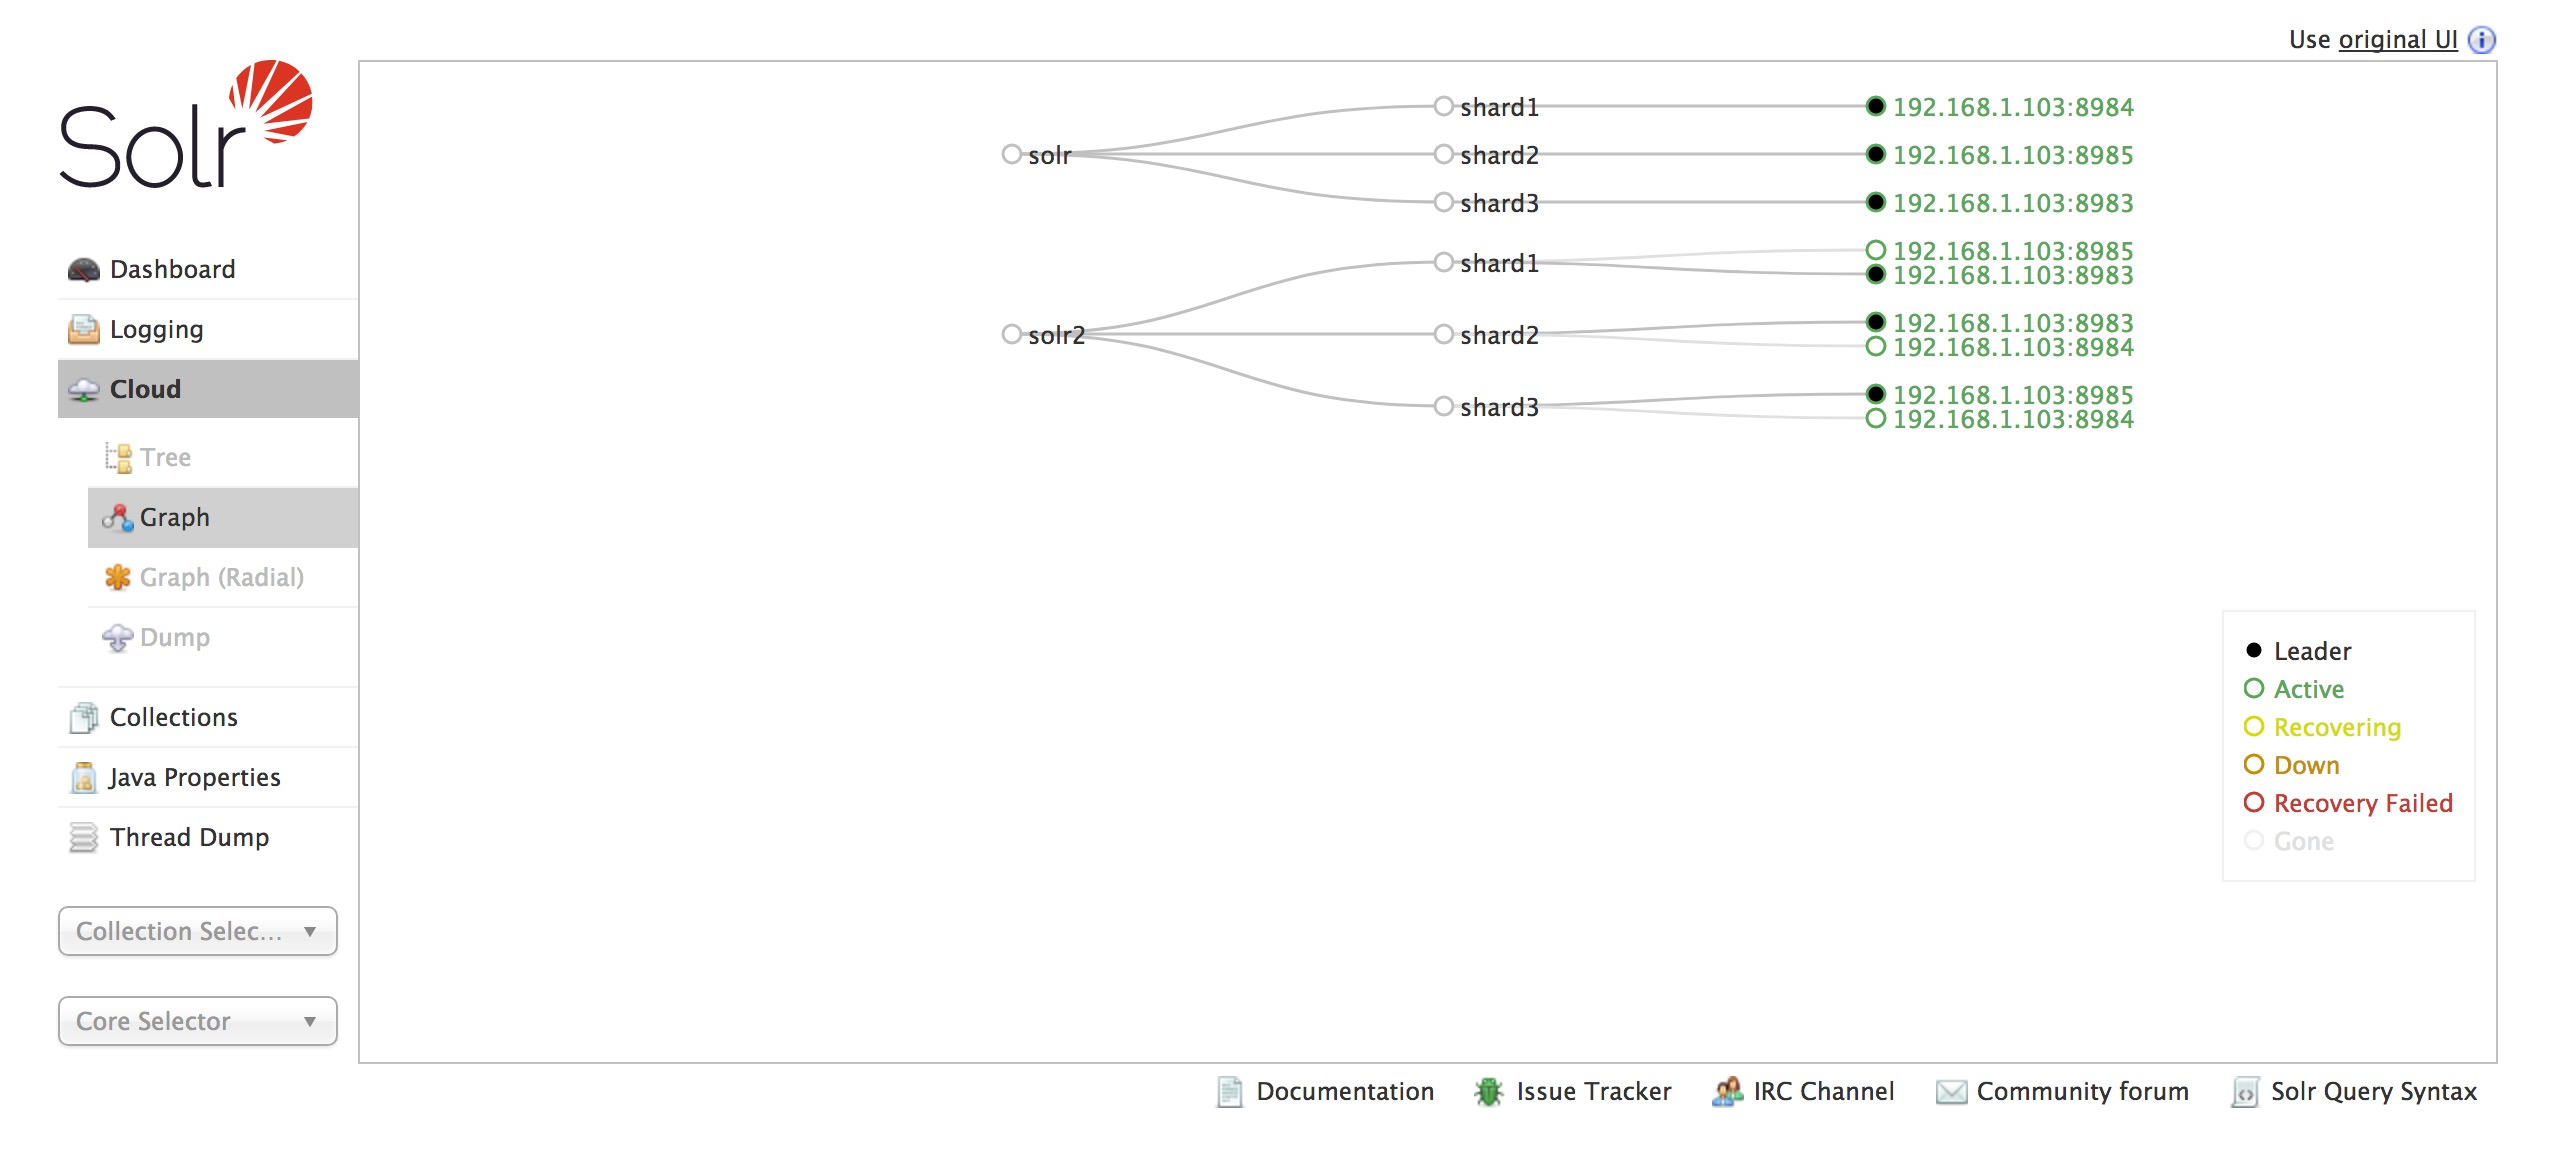 Use original UI
Solr
Dashboard
Logging
Cloud
Tree
Graph
Graph (Radial)
Dump
Collections
Java Properties
Thread Dump
Collection Selec...
Core Selector
solr
shard1
192.168.1.103:8984
shard2
192.168.1.103:8985
shard3
192.168.1.103:8983
solr2
shard1
192.168.1.103:8985
192.168.1.103:8983
shard2
192.168.1.103:8983
192.168.1.103:8984
shard3
192.168.1.103:8985
192.168.1.103:8984
Leader
Active
Recovering
Down
Recovery Failed
Gone
Documentation
Issue Tracker
IRC Channel
Community forum
Solr Query Syntax